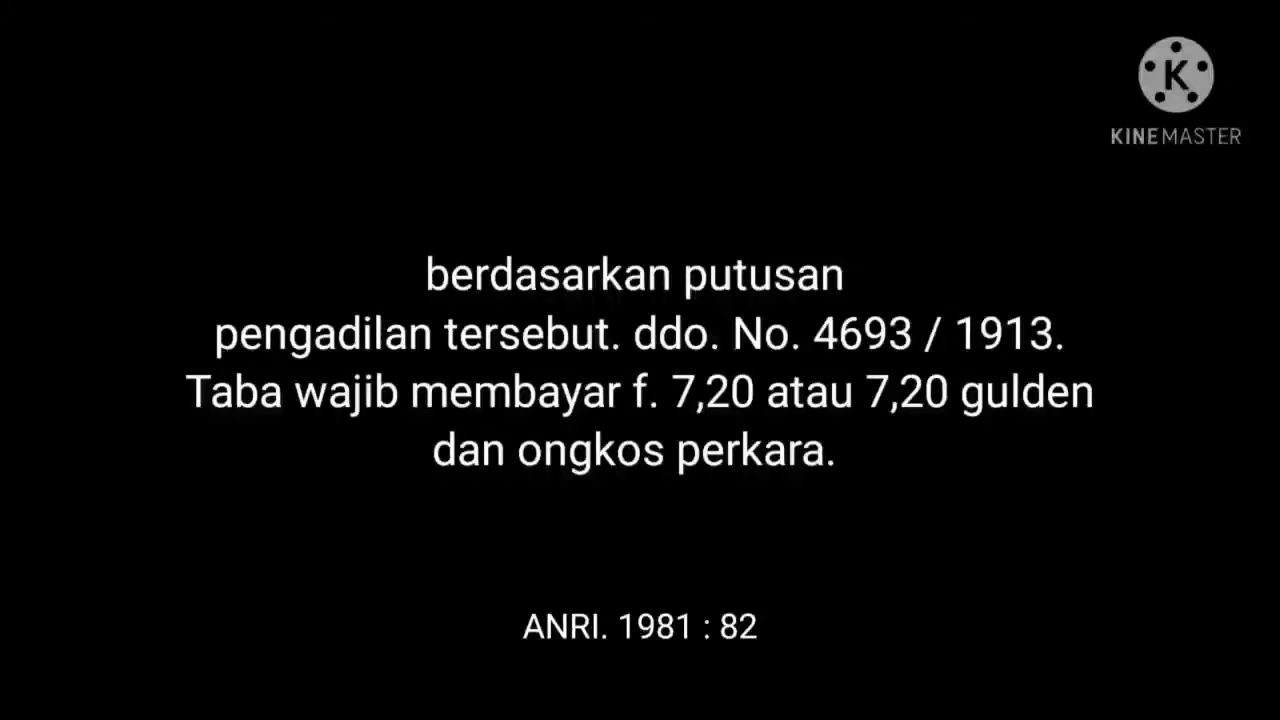 K
KINEMASTER
berdasarkan putusan
pengadilan tersebut. ddo. No. 4693 / 1913.
Taba wajib membayar f. 7,20 atau 7,20 gulden
dan ongkos perkara.
ANRI. 1981 : 82